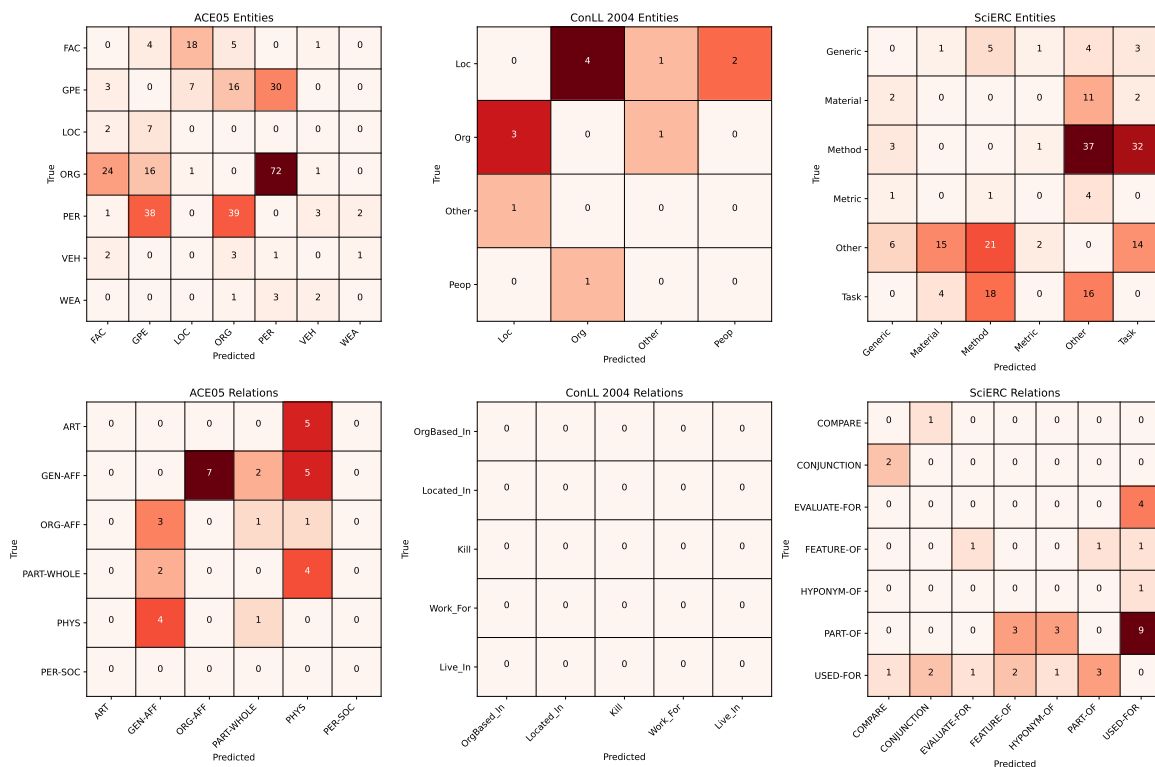 ACE05 Entities
True
FAC 0 4 18 5 0 1 0
GPE 3 0 7 16 30 0 0
LOC 2 7 0 0 0 0 0
ORG 24 16 1 0 72 1 0
PER 1 38 0 39 0 3 2
VEH 2 0 0 3 1 0 1
WEA 0 0 0 1 3 2 0
FAC GPE LOC ORG PER VEH WEA
Predicted
ConLL 2004 Entities
True
Loc 0 4 1 2
Org 3 0 1 0
Other 1 0 0 0
Peop 0 1 0 0
Loc Org Other Peop
Predicted
SciERC Entities
True
Generic 0 1 5 1 4 3
Material 2 0 0 0 11 2
Method 3 0 0 1 37 32
Metric 1 0 1 0 4 0
Other 6 15 21 2 0 14
Task 0 4 18 0 16 0
Generic Material Method Metric Other Task
Predicted
ACE05 Relations
True
ART 0 0 0 0 5 0
GEN-AFF 0 0 7 2 5 0
ORG-AFF 0 3 0 1 1 0
PART-WHOLE 0 2 0 0 4 0
PHYS 0 4 0 1 0 0
PER-SOC 0 0 0 0 0 0
ART GEN-AFF ORG-AFF PART-WHOLE PHYS PER-SOC
Predicted
ConLL 2004 Relations
True
OrgBased_In 0 0 0 0 0
Located_In 0 0 0 0 0
Kill 0 0 0 0 0
Work_For 0 0 0 0 0
Live_In 0 0 0 0 0
OrgBased_In Located_In Kill Work_For Live_In
Predicted
SciERC Relations
True
COMPARE 0 1 0 0 0 0 0
CONJUNCTION 2 0 0 0 0 0 0
EVALUATE-FOR 0 0 0 0 0 0 4
FEATURE-OF 0 0 1 0 0 1 1
HYPONYM-OF 0 0 0 0 0 0 1
PART-OF 0 0 0 3 3 0 9
USED-FOR 1 2 1 2 1 3 0
COMPARE CONJUNCTION EVALUATE-FOR FEATURE-OF HYPONYM-OF PART-OF USED-FOR
Predicted